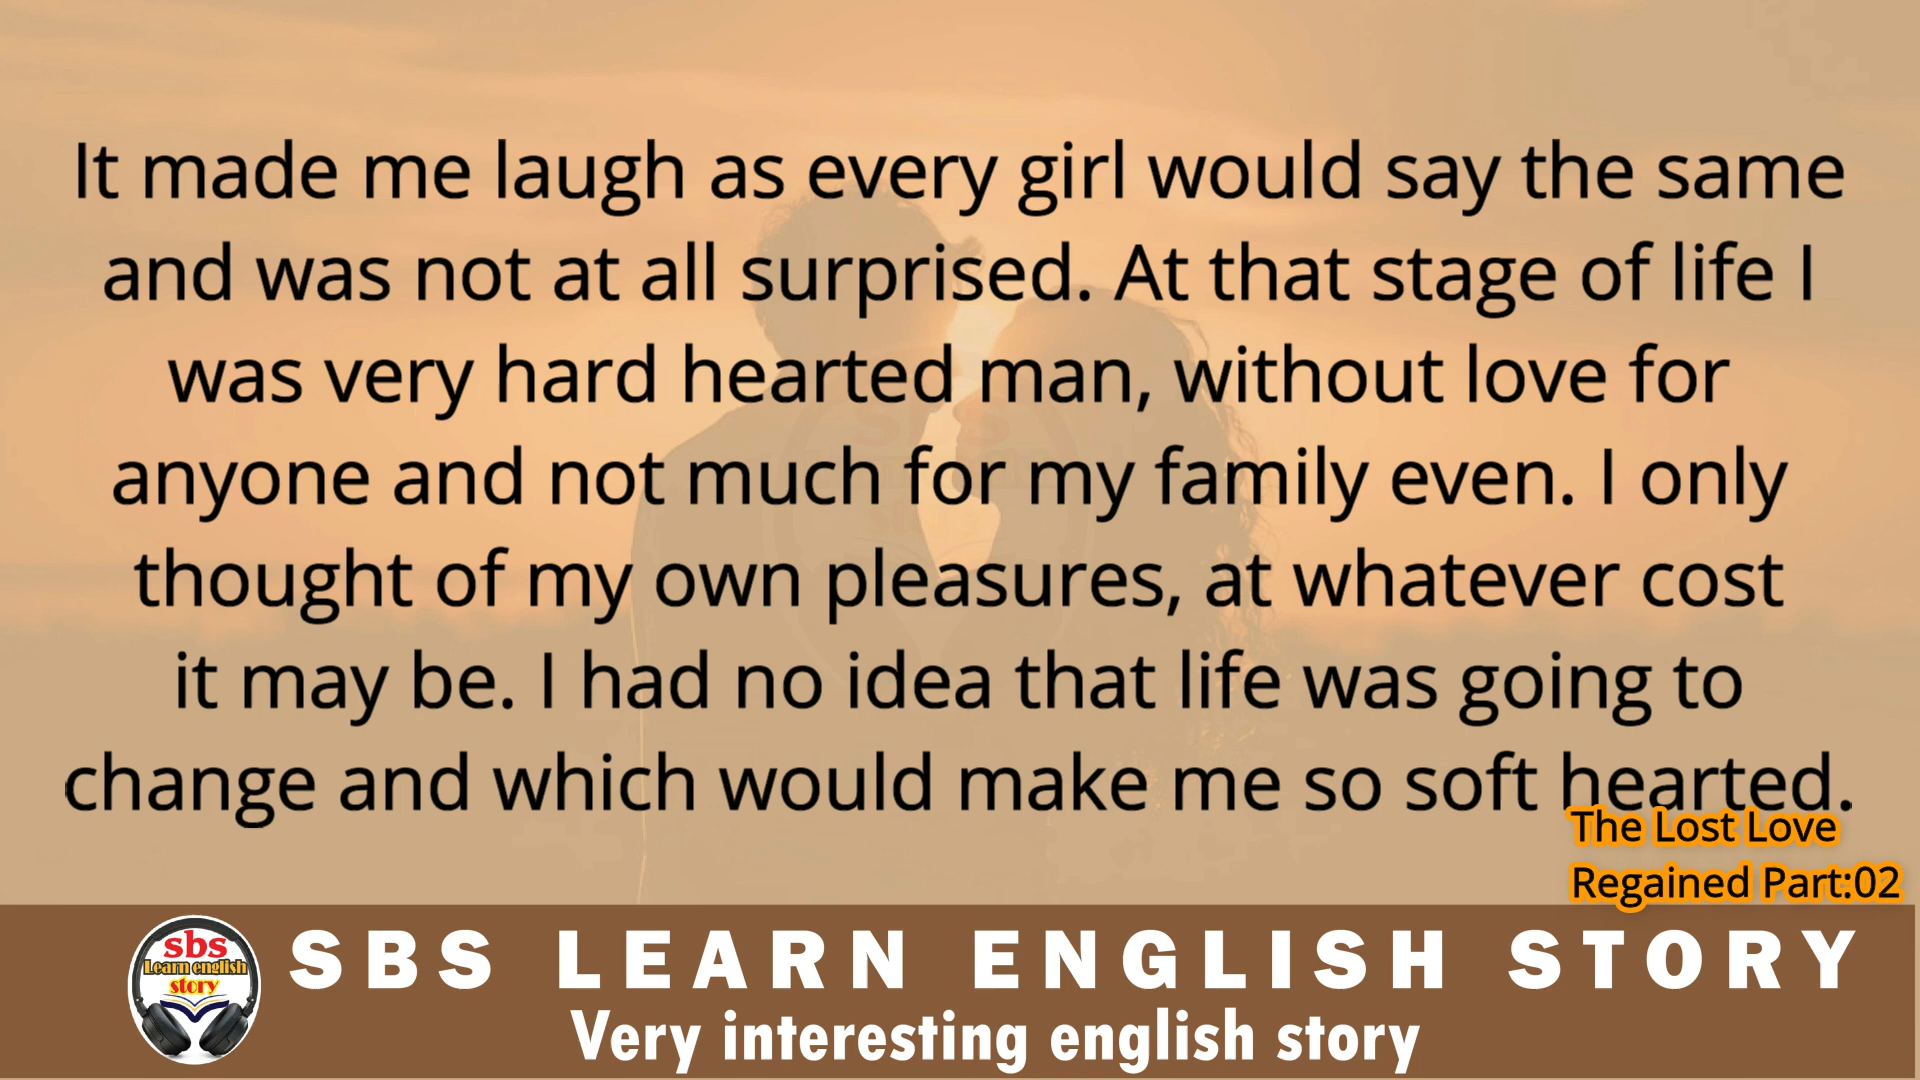 It made me laugh as every girl would say the same
and was not at all surprised. At that stage of life I
was very hard hearted man, without love for
anyone and not much for my family even. I only
thought of my own pleasures, at whatever cost
it may be. I had no idea that life was going to
change and which would make me so soft hearted.
The Lost Love
Regained Part:02
sbs
Learn english
story
SBS LEARN ENGLISH STORY
Very interesting english story